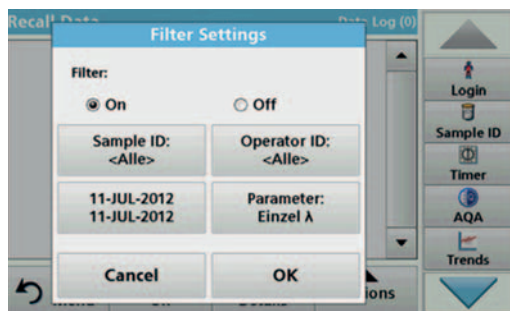 Recall Data
Data Log (0)
Filter Settings
Filter:
On
Off
Login
Sample ID:
<Alle>
Operator ID:
<Alle>
Sample ID
Timer
11-JUL-2012
11-JUL-2012
Parameter:
Einzel λ
AQA
Trends
Cancel
OK